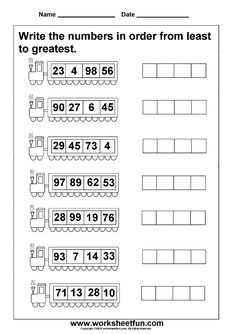 Name Date
Write the numbers in order from least
to greatest.
23 4 98 56
90 27 6 45
29 45 73 4
97 89 62 53
28 99 19 76
93 7 14 33
71 13 28 10
www.worksheetfun.com